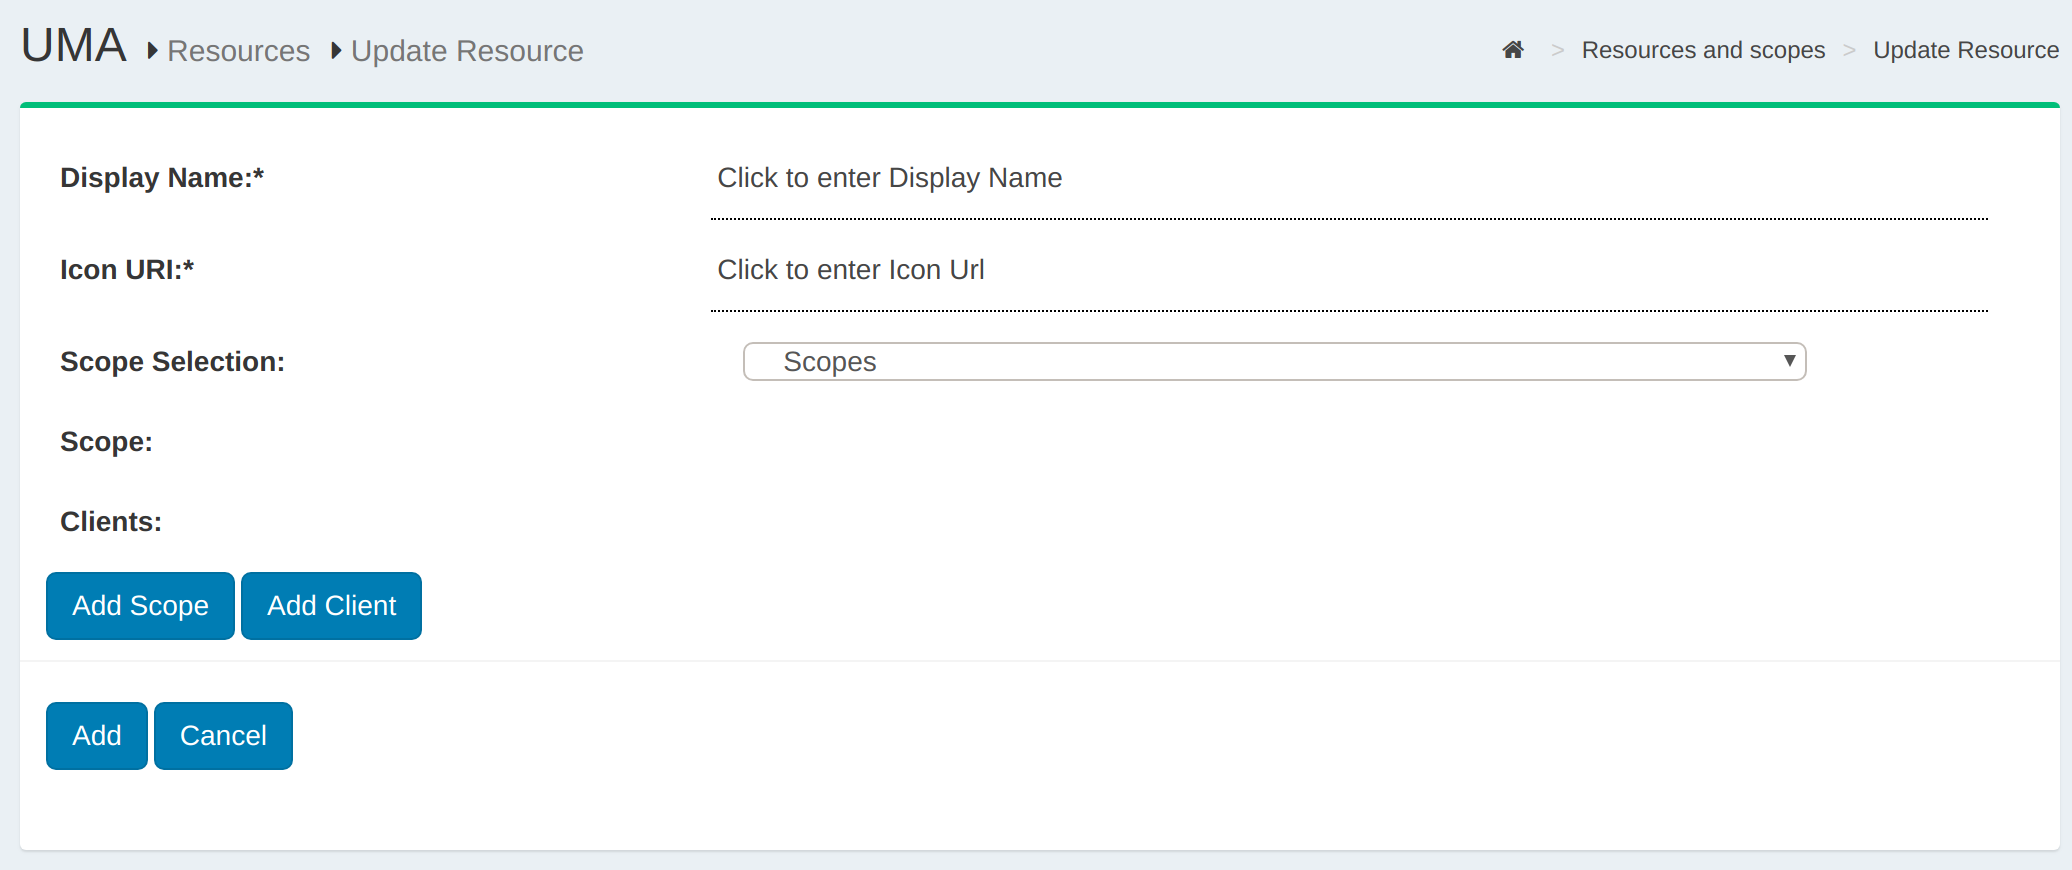 UMA Resources Update Resource
> Resources and scopes > Update Resource
Display Name:* Click to enter Display Name
Icon URI:* Click to enter Icon Url
Scope Selection: Scopes
Scope:
Clients:
Add Scope Add Client
Add Cancel